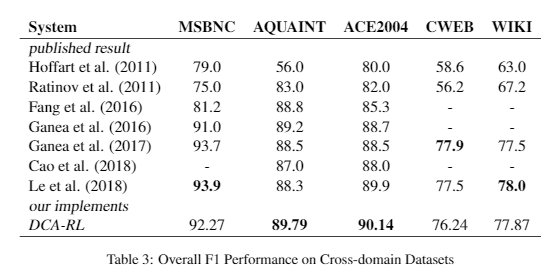 System MSBNC AQUAINT ACE2004 CWEB WIKI
published result
Hoffart et al. (2011) 79.0 56.0 80.0 58.6 63.0
Ratinov et al. (2011) 75.0 83.0 82.0 56.2 67.2
Fang et al. (2016) 81.2 88.8 85.3 - -
Ganea et al. (2016) 91.0 89.2 88.7 - -
Ganea et al. (2017) 93.7 88.5 88.5 77.9 77.5
Cao et al. (2018) - 87.0 88.0 - -
Le et al. (2018) 93.9 88.3 89.9 77.5 78.0
our implements
DCA-RL 92.27 89.79 90.14 76.24 77.87
Table 3: Overall F1 Performance on Cross-domain Datasets